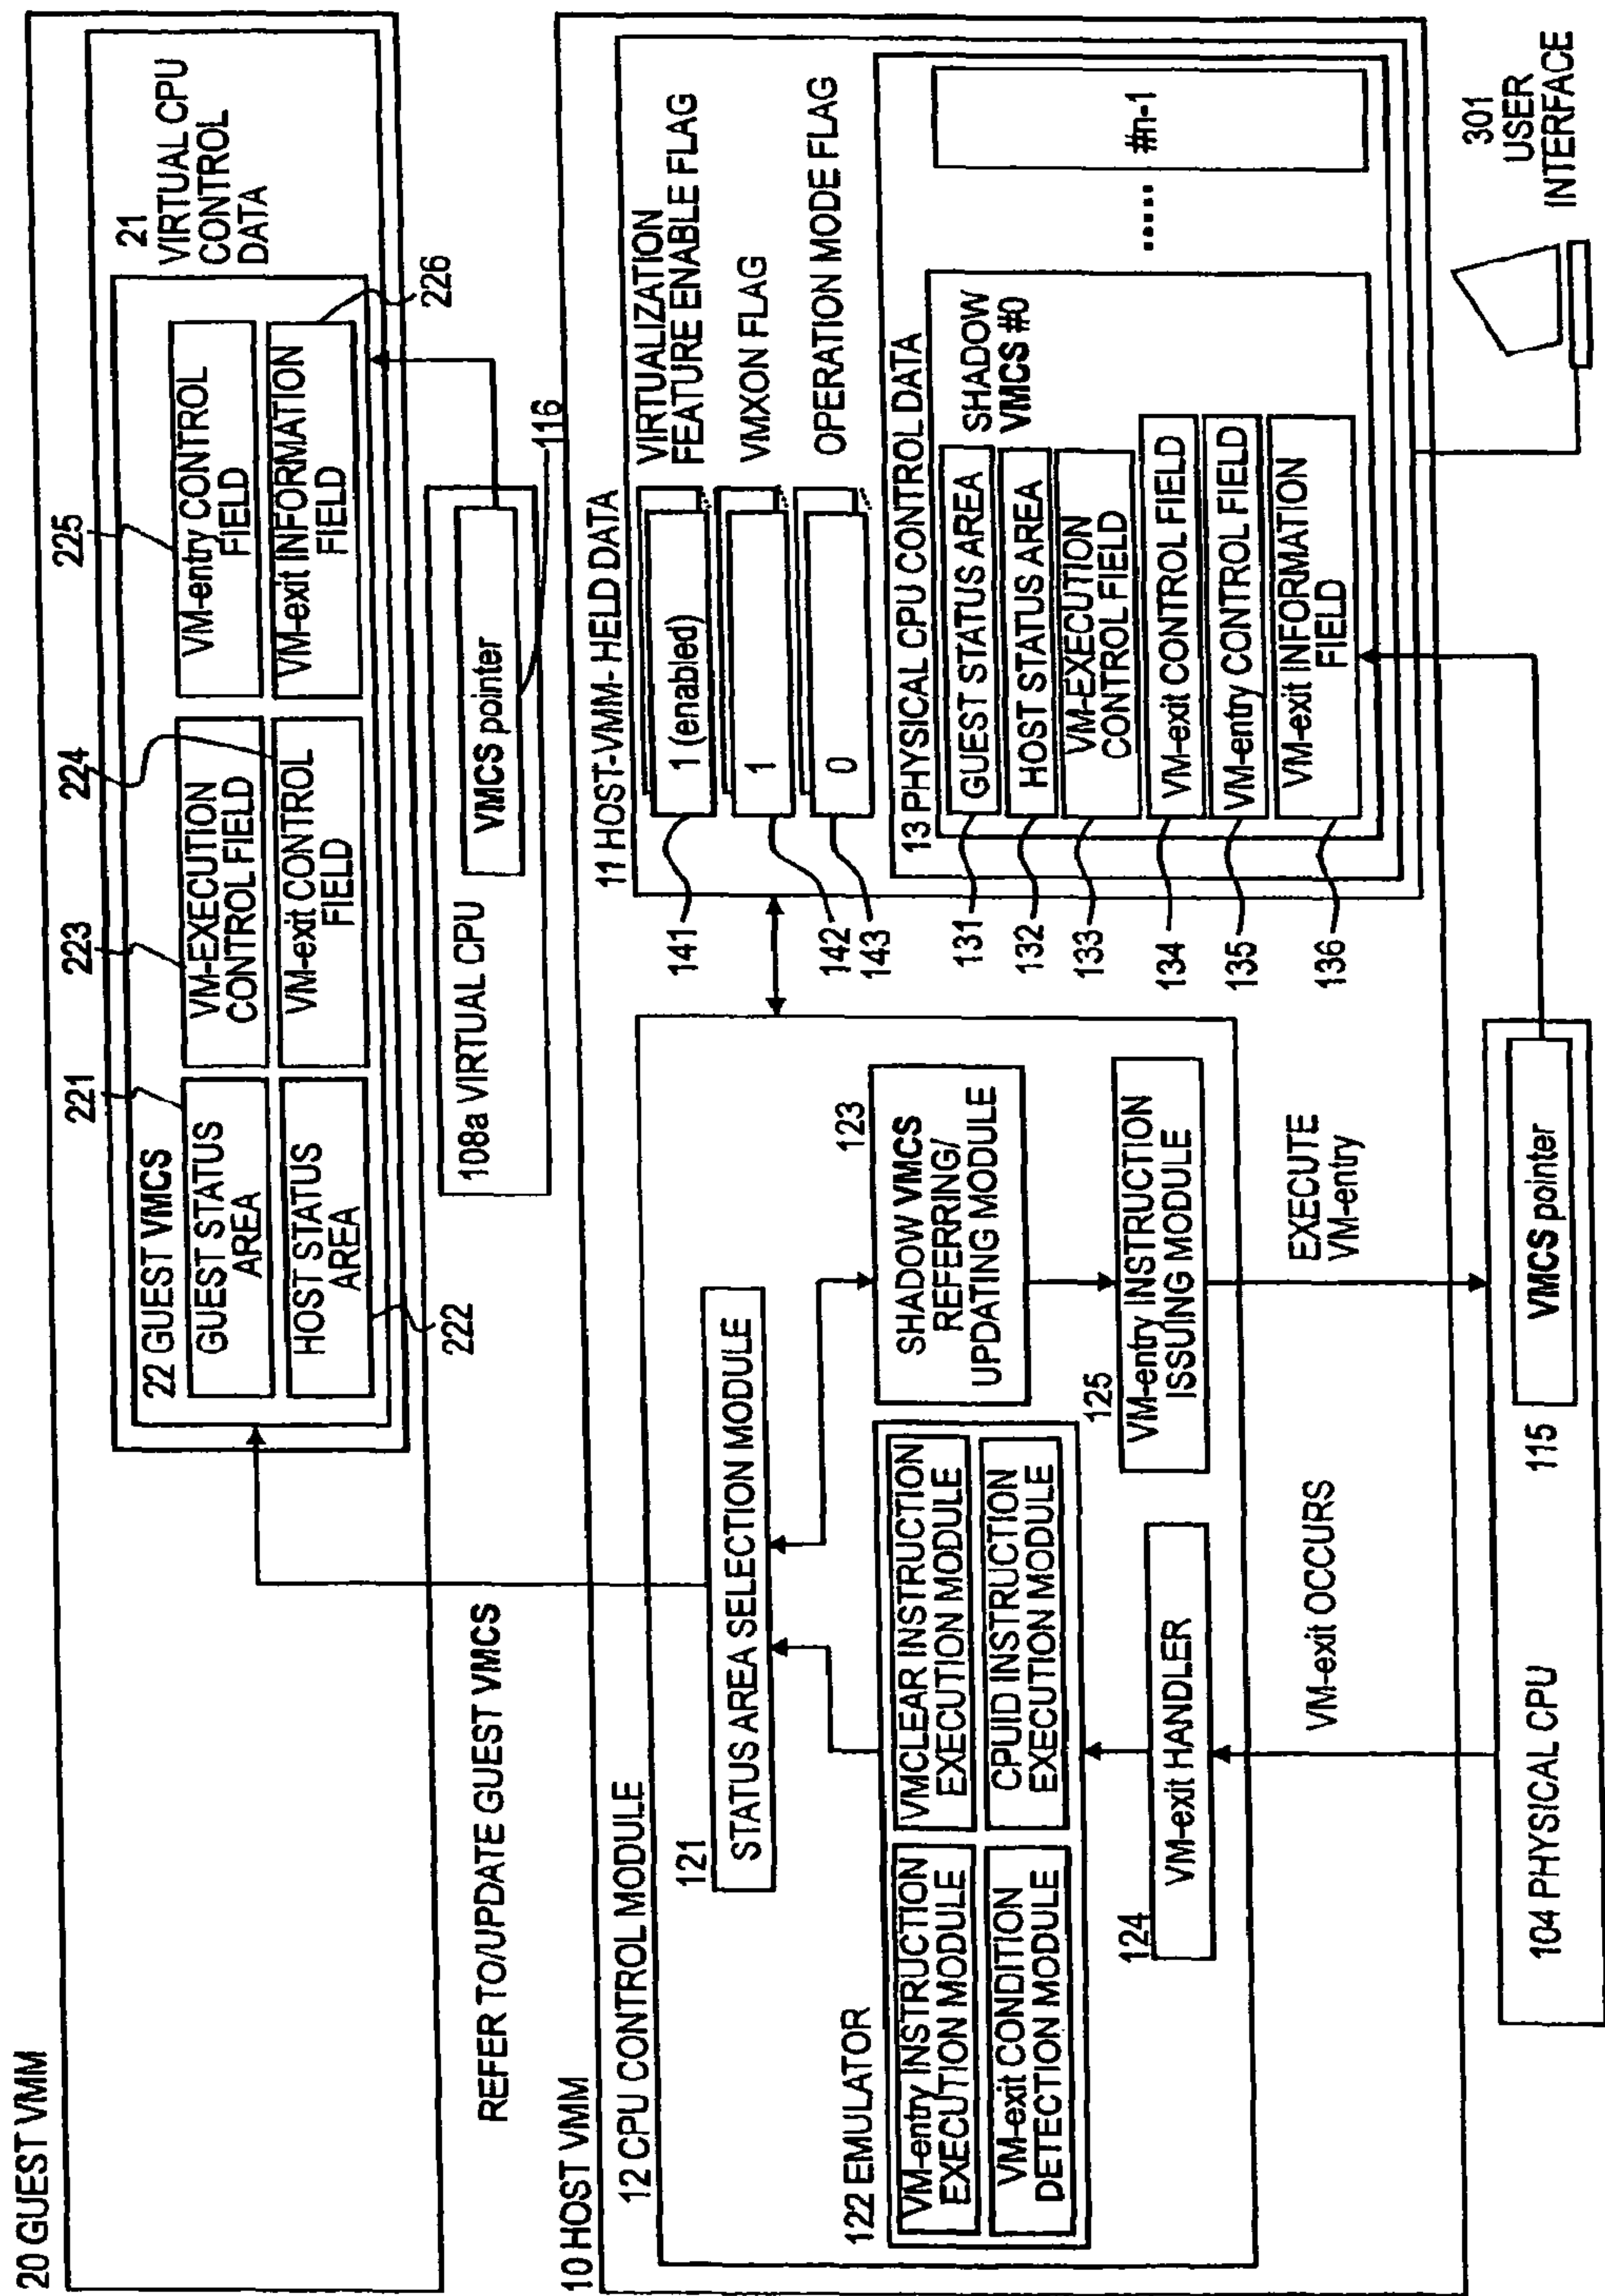 20 GUEST VMM
22 GUEST VMCS
221
GUEST STATUS
AREA
HOST STATUS
AREA
222
223
VM-EXECUTION
CONTROL FIELD
224
VM-exit CONTROL
FIELD
225
VM-entry CONTROL
FIELD
VM-exit INFORMATION
FIELD
226
21
VIRTUAL CPU
CONTROL
DATA
REFER TO/UPDATE GUEST VMCS
108a VIRTUAL CPU
VMCS pointer
116
10 HOST VMM
12 CPU CONTROL MODULE
121
STATUS AREA SELECTION MODULE
122 EMULATOR
VM-entry INSTRUCTION
EXECUTION MODULE
VMCLEAR INSTRUCTION
EXECUTION MODULE
VM-exit CONDITION
DETECTION MODULE
CPUID INSTRUCTION
EXECUTION MODULE
123
SHADOW VMCS
REFERRING/
UPDATING MODULE
124
VM-exit HANDLER
125
VM-entry INSTRUCTION
ISSUING MODULE
VM-exit OCCURS
EXECUTE
VM-entry
11 HOST-VMM- HELD DATA
141
1 (enabled)
VIRTUALIZATION
FEATURE ENABLE FLAG
142
1
VMXON FLAG
143
0
OPERATION MODE FLAG
13 PHYSICAL CPU CONTROL DATA
131
GUEST STATUS AREA
SHADOW
VMCS #0
132
HOST STATUS AREA
133
VM-EXECUTION
CONTROL FIELD
134
VM-exit CONTROL FIELD
135
VM-entry CONTROL FIELD
136
VM-exit INFORMATION
FIELD
.....
#n-1
104 PHYSICAL CPU
115
VMCS pointer
301
USER
INTERFACE